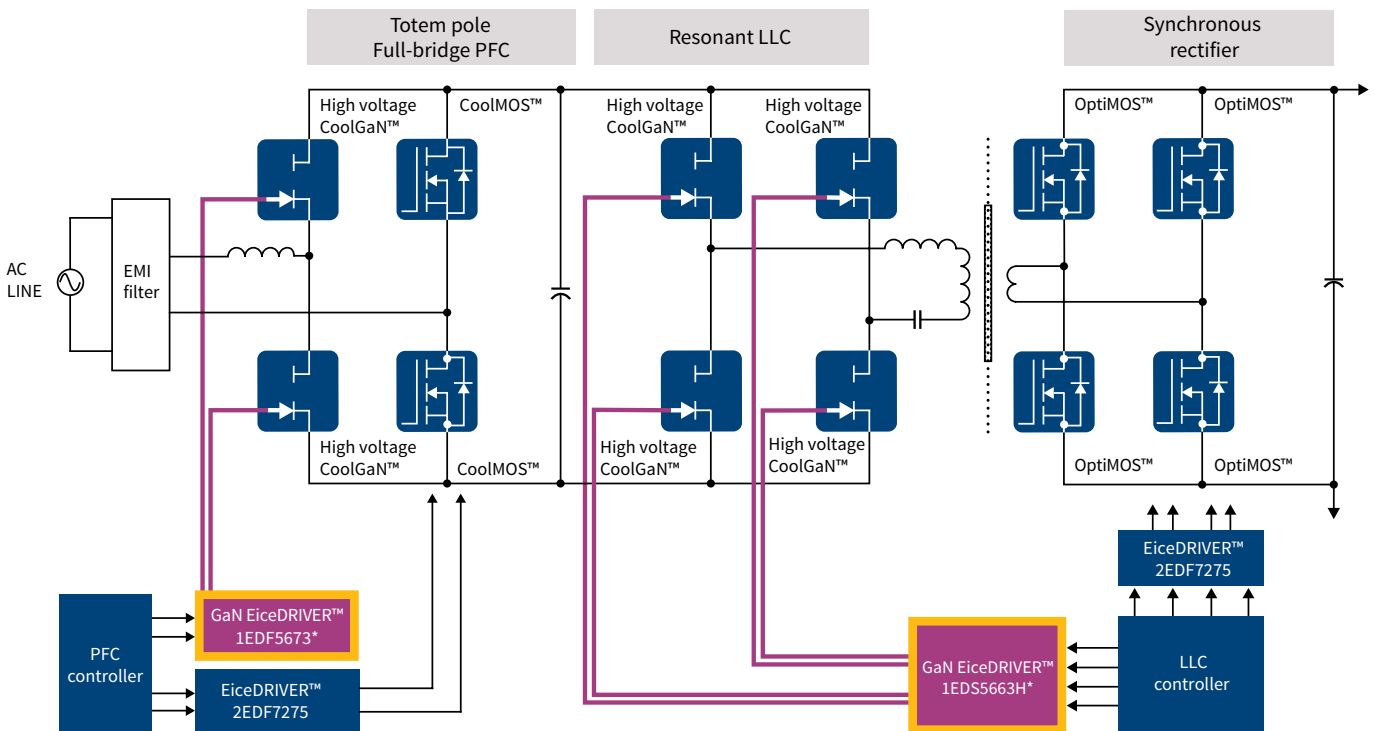 Totem pole
Full-bridge PFC
Resonant LLC
Synchronous
rectifier
High voltage
CoolGaN™
CoolMOS™
High voltage
CoolGaN™
High voltage
CoolGaN™
OptiMOS™
OptiMOS™
AC
LINE
EMI
filter
High voltage
CoolGaN™
CoolMOS™
High voltage
CoolGaN™
High voltage
CoolGaN™
OptiMOS™
OptiMOS™
PFC
controller
GaN EiceDRIVER™
1EDF5673*
EiceDRIVER™
2EDF7275
GaN EiceDRIVER™
1EDS5663H*
EiceDRIVER™
2EDF7275
LLC
controller